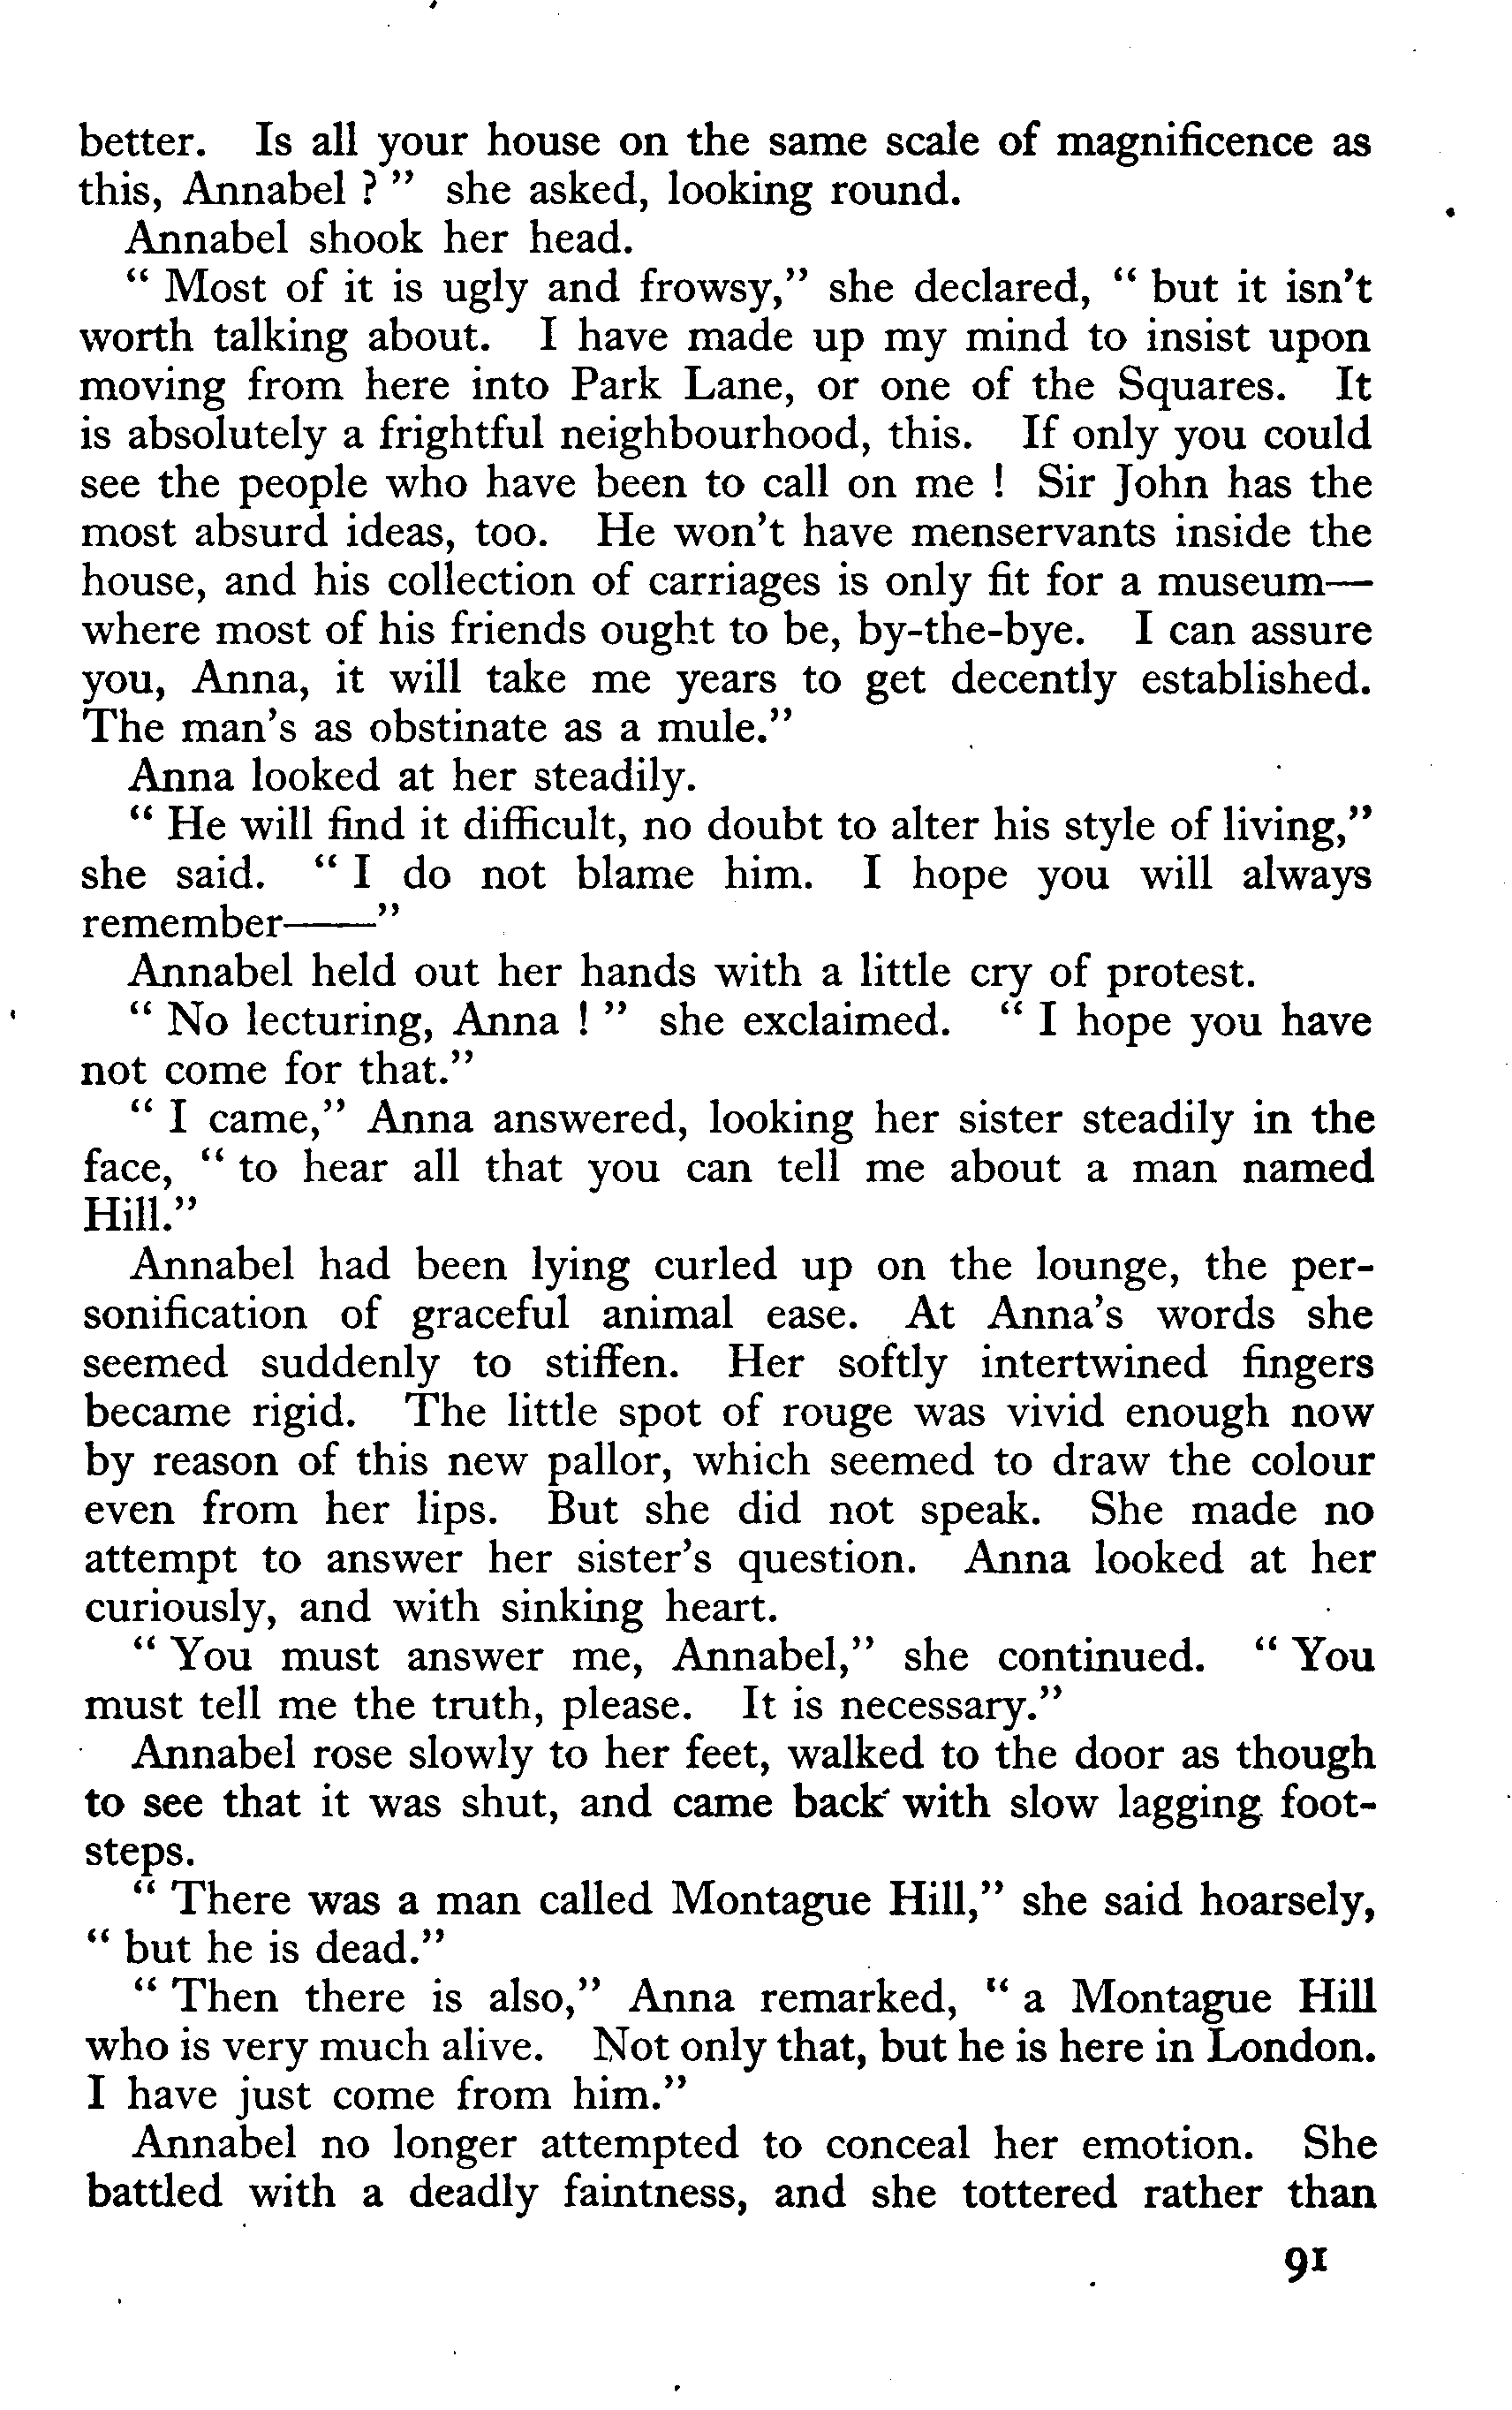 better. Is all your house on the same scale of magnificence as
this, Annabel ? ” she asked, looking round.
Annabel shook her head.
“ Most of it is ugly and frowsy,” she declared, “ but it isn’t
worth talking about. I have made up my mind to insist upon
moving from here into Park Lane, or one of the Squares. It
is absolutely a frightful neighbourhood, this. If only you could
see the people who have been to call on me ! Sir John has the
most absurd ideas, too. He won’t have menservants inside the
house, and his collection of carriages is only fit for a museum—
where most of his friends ought to be, by-the-bye. I can assure
you, Anna, it will take me years to get decently established.
The man’s as obstinate as a mule.”
Anna looked at her steadily.
“ He will find it difficult, no doubt to alter his style of living,”
she said. “ I do not blame him. I hope you will always
remember——”
Annabel held out her hands with a little cry of protest.
“ No lecturing, Anna ! ” she exclaimed. “ I hope you have
not come for that.”
“ I came,” Anna answered, looking her sister steadily in the
face, “ to hear all that you can tell me about a man named
Hill.”
Annabel had been lying curled up on the lounge, the per-
sonification of graceful animal ease. At Anna’s words she
seemed suddenly to stiffen. Her softly intertwined fingers
became rigid. The little spot of rouge was vivid enough now
by reason of this new pallor, which seemed to draw the colour
even from her lips. But she did not speak. She made no
attempt to answer her sister’s question. Anna looked at her
curiously, and with sinking heart.
“ You must answer me, Annabel,” she continued. “ You
must tell me the truth, please. It is necessary.”
Annabel rose slowly to her feet, walked to the door as though
to see that it was shut, and came back with slow lagging foot-
steps.
“ There was a man called Montague Hill,” she said hoarsely,
“ but he is dead.”
“ Then there is also,” Anna remarked, “ a Montague Hill
who is very much alive. Not only that, but he is here in London.
I have just come from him.”
Annabel no longer attempted to conceal her emotion. She
battled with a deadly faintness, and she tottered rather than
91